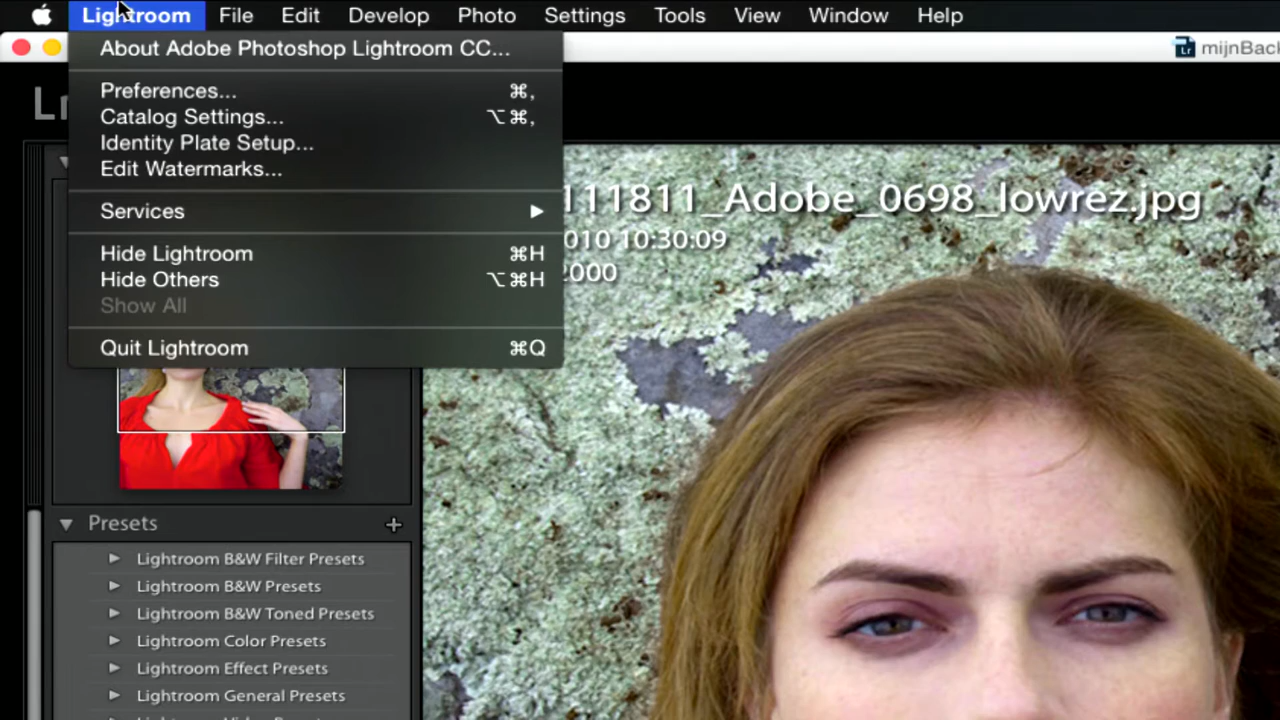 Lightroom File Edit Develop Photo Settings Tools View Window Help
mijnBack
About Adobe Photoshop Lightroom CC...
Preferences... ⌘,
Catalog Settings... ⌥⌘,
Identity Plate Setup...
Edit Watermarks...
Services ▶
Hide Lightroom ⌘H
Hide Others ⌥⌘H
Show All
Quit Lightroom ⌘Q
111811_Adobe_0698_lowrez.jpg
010 10:30:09
2000
Presets +
Lightroom B&W Filter Presets
Lightroom B&W Presets
Lightroom B&W Toned Presets
Lightroom Color Presets
Lightroom Effect Presets
Lightroom General Presets